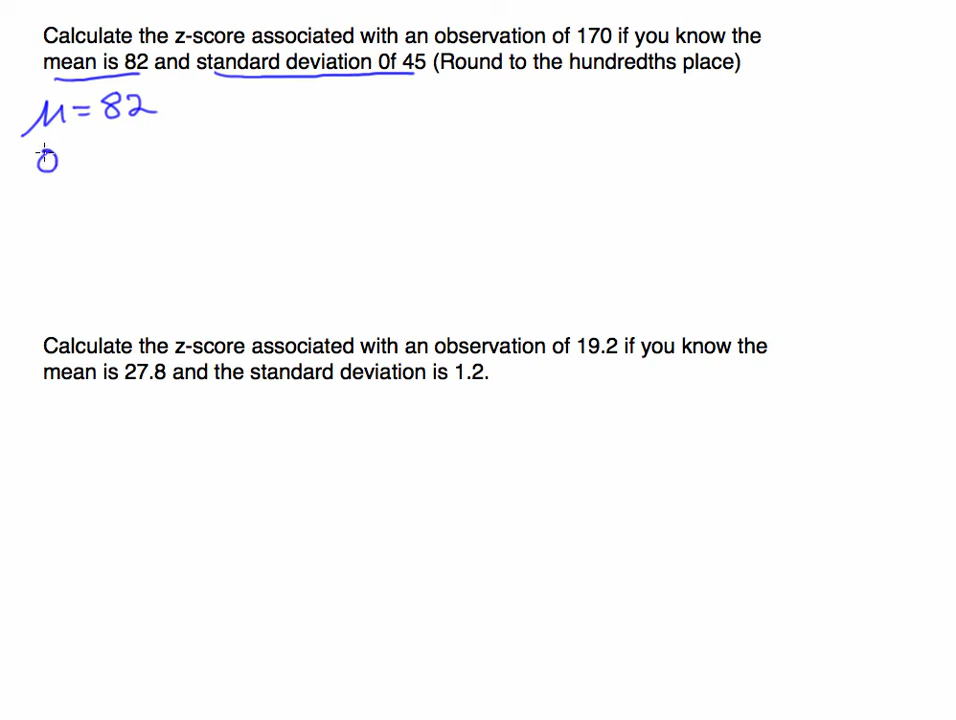 Calculate the z-score associated with an observation of 170 if you know the
mean is 82 and standard deviation 0f 45 (Round to the hundredths place)
μ = 82
σ
Calculate the z-score associated with an observation of 19.2 if you know the
mean is 27.8 and the standard deviation is 1.2.